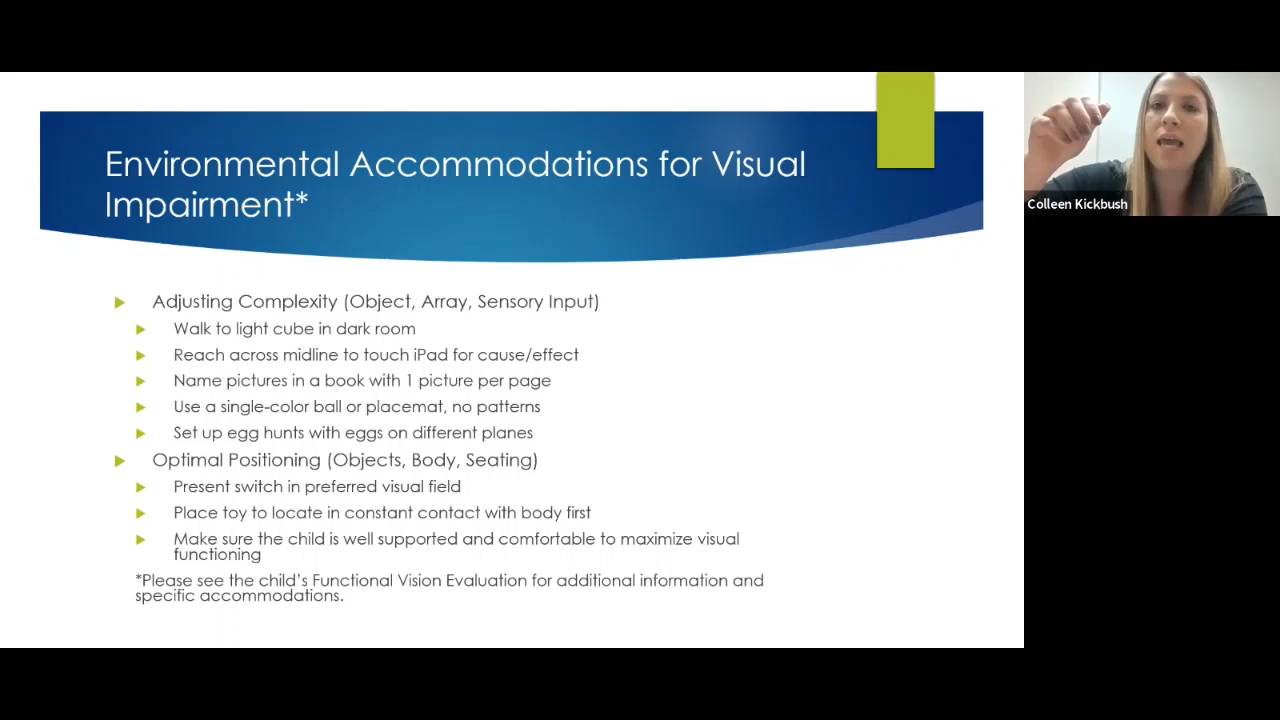 Environmental Accommodations for Visual
Impairment*
Colleen Kickbush
Adjusting Complexity (Object, Array, Sensory Input)
Walk to light cube in dark room
Reach across midline to touch iPad for cause/effect
Name pictures in a book with 1 picture per page
Use a single-color ball or placemat, no patterns
Set up egg hunts with eggs on different planes
Optimal Positioning (Objects, Body, Seating)
Present switch in preferred visual field
Place toy to locate in constant contact with body first
Make sure the child is well supported and comfortable to maximize visual
functioning
*Please see the child’s Functional Vision Evaluation for additional information and
specific accommodations.